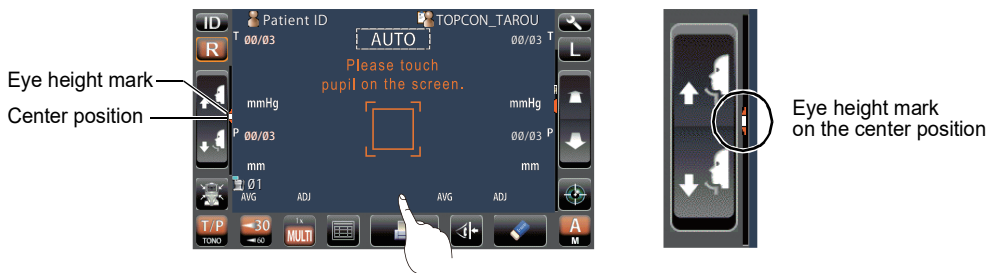 ID
Patient ID
TOPCON_TAROU
R
T
00/03
AUTO
00/03
T
L
Please touch
pupil on the screen.
Eye height mark
Center position
mmHg
mmHg
P
00/03
00/03
P
mm
mm
01
AVG
ADJ
AVG
ADJ
T/P
TONO
30
60
1x
MULTI
A
M
Eye height mark
on the center position